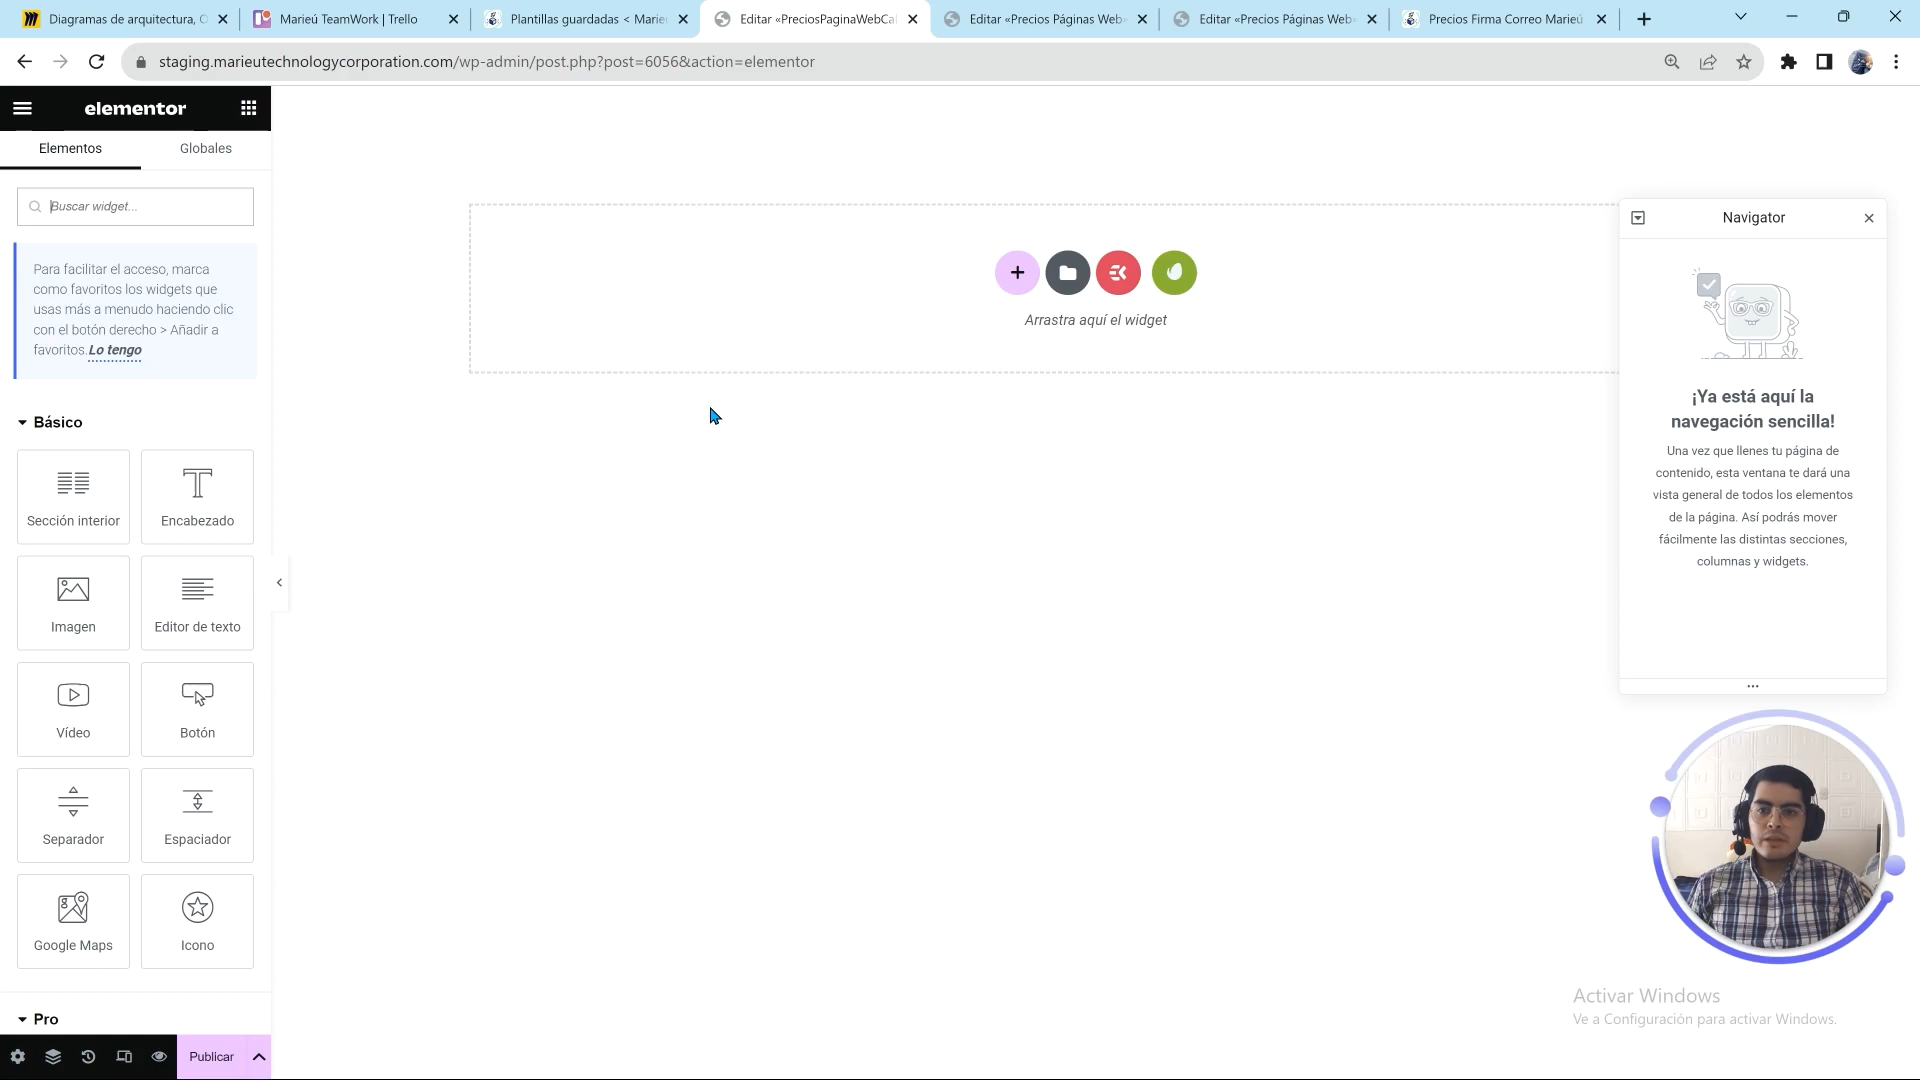 Diagramas de arquitectura, C
Marieú TeamWork | Trello
Plantillas guardadas < Marie
Editar «PreciosPaginaWebCa
Editar «Precios Páginas Web
Editar «Precios Páginas Web
Precios Firma Correo Marieú
staging.marieutechnologycorporation.com/wp-admin/post.php?post=6056&action=elementor
elementor
Elementos
Globales
Buscar widget...
Para facilitar el acceso, marca
como favoritos los widgets que
usas más a menudo haciendo clic
con el botón derecho > Añadir a
favoritos.Lo tengo
Básico
Sección interior
Encabezado
Imagen
Editor de texto
Vídeo
Botón
Separador
Espaciador
Google Maps
Icono
Pro
Publicar
Arrastra aquí el widget
Navigator
¡Ya está aquí la
navegación sencilla!
Una vez que llenes tu página de
contenido, esta ventana te dará una
vista general de todos los elementos
de la página. Así podrás mover
fácilmente las distintas secciones,
columnas y widgets.
Activar Windows
Ve a Configuración para activar Windows.